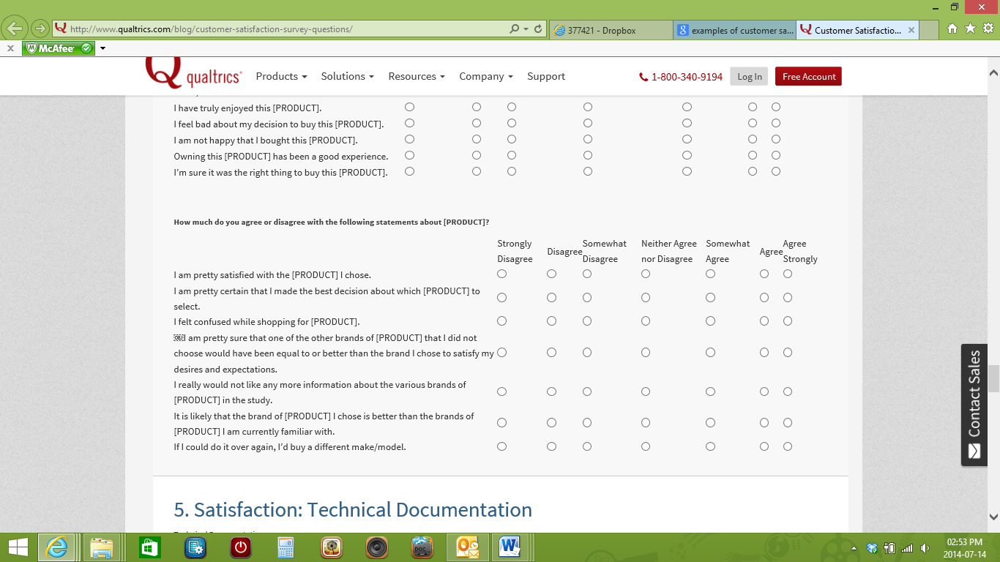 http://www.qualtrics.com/blog/customer-satisfaction-survey-questions/
377421 - Dropbox
examples of customer sa...
Customer Satisfactio...
McAfee
qualtrics
Products
Solutions
Resources
Company
Support
1-800-340-9194
Log In
Free Account
I have truly enjoyed this [PRODUCT].
I feel bad about my decision to buy this [PRODUCT].
I am not happy that I bought this [PRODUCT].
Owning this [PRODUCT] has been a good experience.
I'm sure it was the right thing to buy this [PRODUCT].
How much do you agree or disagree with the following statements about [PRODUCT]?
Strongly Disagree
Disagree
Somewhat Disagree
Neither Agree nor Disagree
Somewhat Agree
Agree
Agree Strongly
I am pretty satisfied with the [PRODUCT] I chose.
I am pretty certain that I made the best decision about which [PRODUCT] to
select.
I felt confused while shopping for [PRODUCT].
I am pretty sure that one of the other brands of [PRODUCT] that I did not
choose would have been equal to or better than the brand I chose to satisfy my
desires and expectations.
I really would not like any more information about the various brands of
[PRODUCT] in the study.
It is likely that the brand of [PRODUCT] I chose is better than the brands of
[PRODUCT] I am currently familiar with.
If I could do it over again, I'd buy a different make/model.
Contact Sales
5. Satisfaction: Technical Documentation
DOC
02:53 PM
2014-07-14